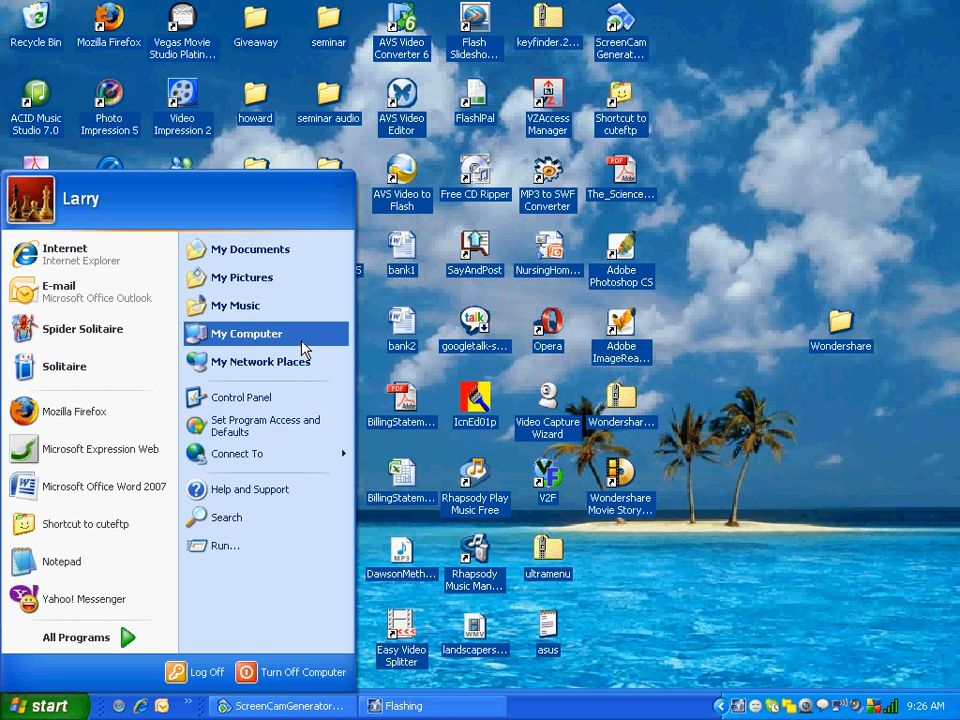 Recycle Bin
Mozilla Firefox
Vegas Movie
Studio Platin...
Giveaway
seminar
AVS Video
Converter 6
Flash
Slidesho...
keyfinder.2...
ScreenCam
Generat...
ACID Music
Studio 7.0
Photo
Impression 5
Video
Impression 2
howard
seminar audio
AVS Video
Editor
FlashlPal
VZAccess
Manager
Shortcut to
cuteftp
AVS Video to
Flash
Free CD Ripper
MP3 to SWF
Converter
The_Science...
5
bank1
SayAndPost
NursingHom...
Adobe
Photoshop CS
bank2
googletalk-s...
Opera
Adobe
ImageRea...
Wondershare
BillingStatem...
IcnEd01p
Video Capture
Wizard
Wondershar...
BillingStatem...
Rhapsody Play
Music Free
V2F
Wondershare
Movie Story...
DawsonMeth...
Rhapsody
Music Man...
ultramenu
Easy Video
Splitter
landscapers...
asus
Larry
Internet
Internet Explorer
E-mail
Microsoft Office Outlook
Spider Solitaire
Solitaire
Mozilla Firefox
Microsoft Expression Web
Microsoft Office Word 2007
Shortcut to cuteftp
Notepad
Yahoo! Messenger
All Programs
My Documents
My Pictures
My Music
My Computer
My Network Places
Control Panel
Set Program Access and
Defaults
Connect To
Help and Support
Search
Run...
Log Off
Turn Off Computer
start
ScreenCamGenerator...
Flashing
9:26 AM